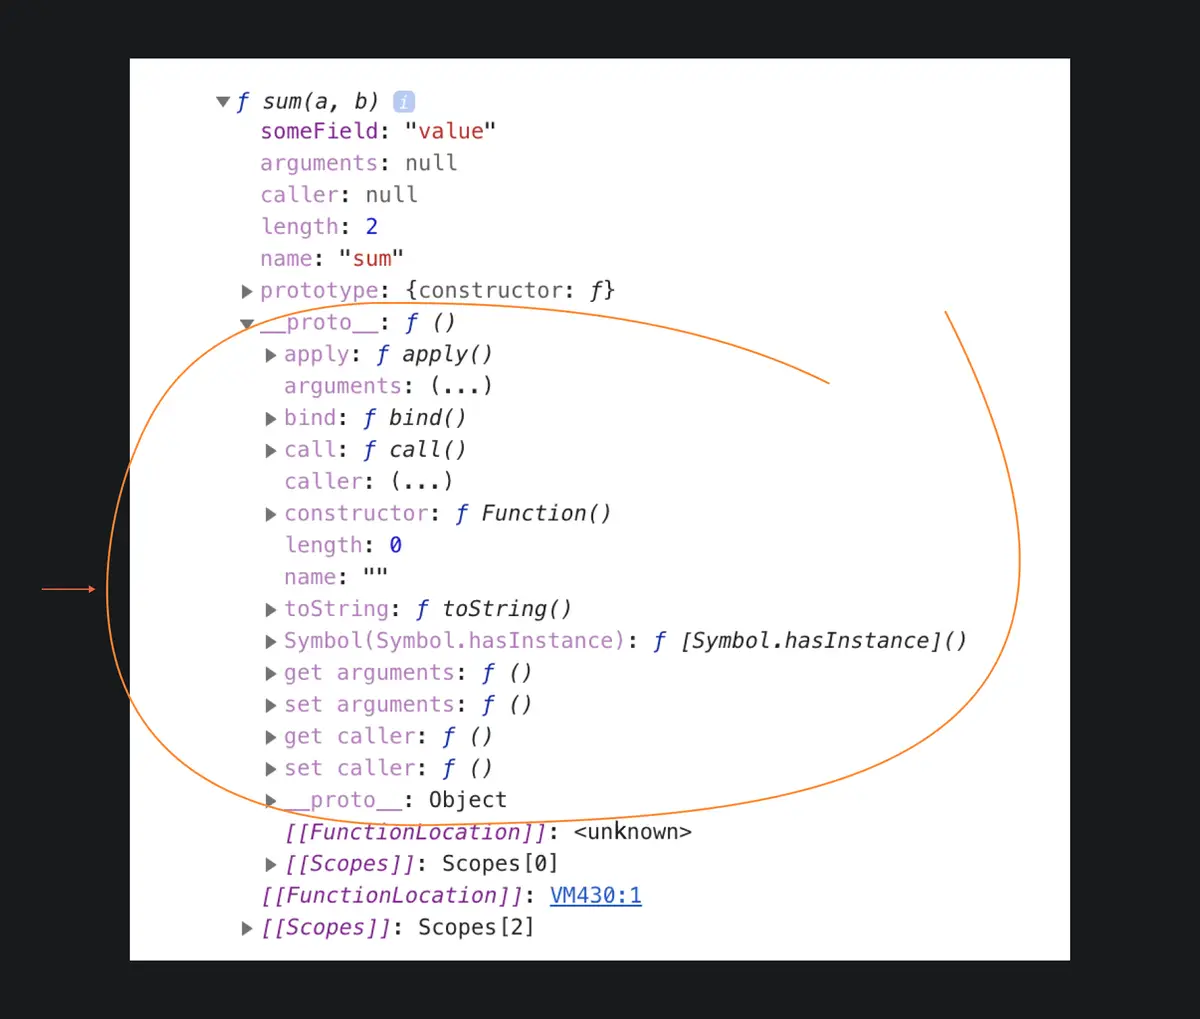 ▼ƒ sum(a, b) i
someField: "value"
arguments: null
caller: null
length: 2
name: "sum"
▶prototype: {constructor: ƒ}
▼__proto__: ƒ ()
▶apply: ƒ apply()
arguments: (...)
▶bind: ƒ bind()
▶call: ƒ call()
caller: (...)
▶constructor: ƒ Function()
length: 0
name: ""
▶toString: ƒ toString()
▶Symbol(Symbol.hasInstance): ƒ [Symbol.hasInstance]()
▶get arguments: ƒ ()
▶set arguments: ƒ ()
▶get caller: ƒ ()
▶set caller: ƒ ()
▶__proto__: Object
[[FunctionLocation]]: <unknown>
▶[[Scopes]]: Scopes[0]
[[FunctionLocation]]: VM430:1
▶[[Scopes]]: Scopes[2]